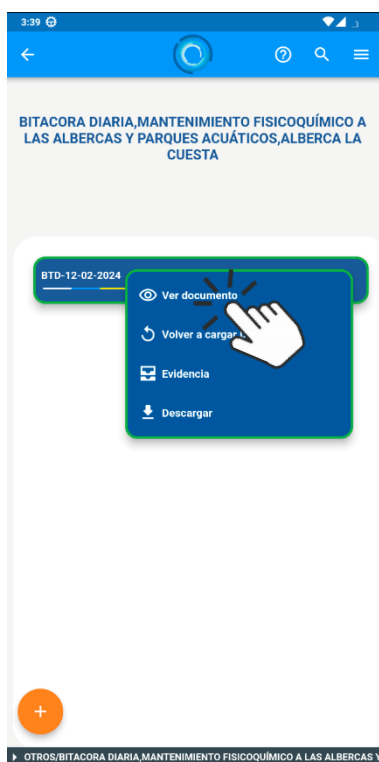 3:39
BITACORA DIARIA,MANTENIMIENTO FISICOQUÍMICO A
LAS ALBERCAS Y PARQUES ACUÁTICOS,ALBERCA LA
CUESTA
BTD-12-02-2024
Ver documento
Volver a cargar
Evidencia
Descargar
OTROS/BITACORA DIARIA,MANTENIMIENTO FISICOQUÍMICO A LAS ALBERCAS Y